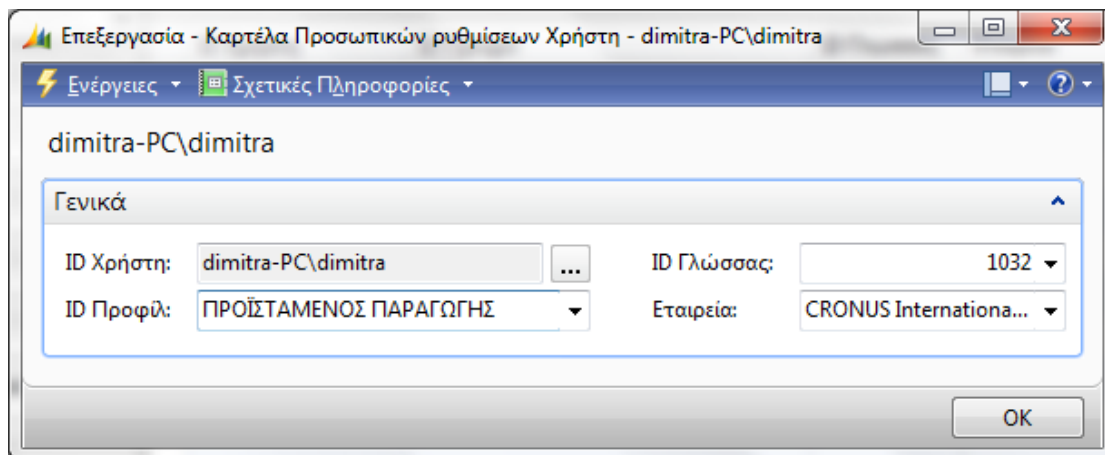 Επεξεργασία - Καρτέλα Προσωπικών ρυθμίσεων Χρήστη - dimitra-PC\dimitra
Ενέργειες Σχετικές Πληροφορίες
dimitra-PC\dimitra
Γενικά
ID Χρήστη: dimitra-PC\dimitra ... ID Γλώσσας: 1032
ID Προφίλ: ΠΡΟΪΣΤΑΜΕΝΟΣ ΠΑΡΑΓΩΓΗΣ Εταιρεία: CRONUS Internationa...
OK